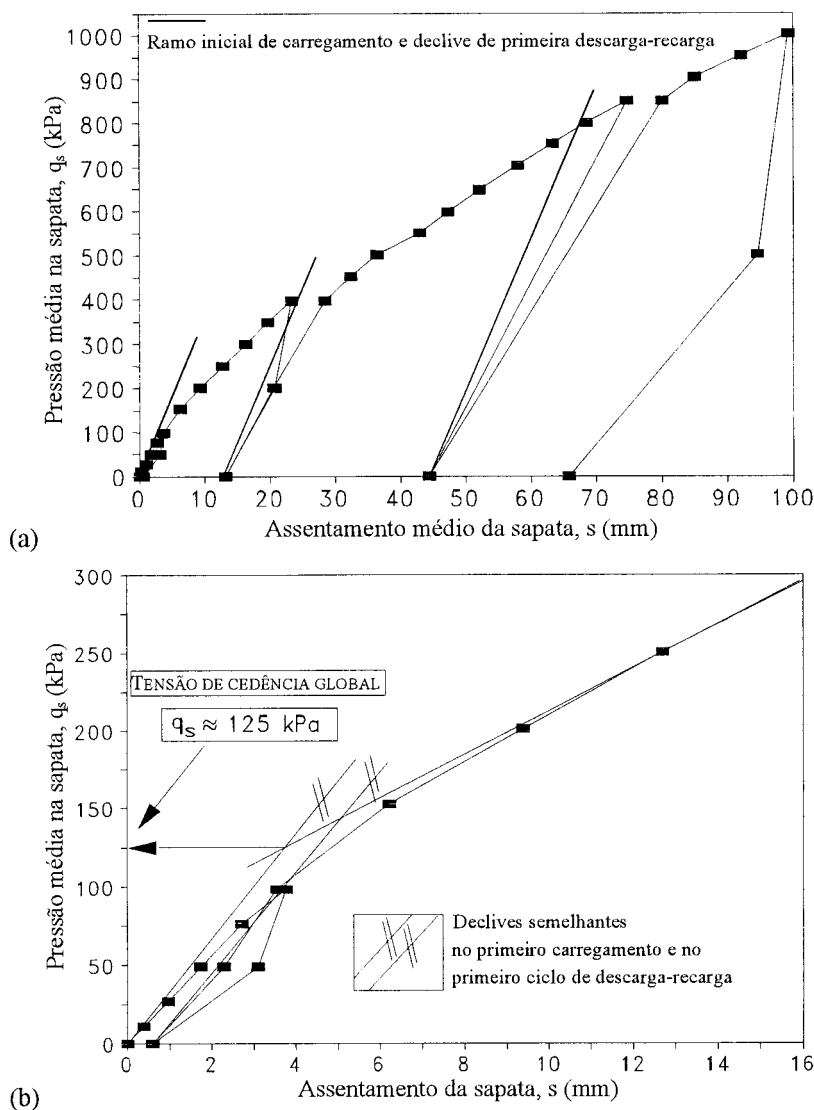 1000
900
800
700
600
500
400
300
200
100
0
Pressão média na sapata, qs (kPa)
Ramo inicial de carregamento e declive de primeira descarga-recarga
0 10 20 30 40 50 60 70 80 90 100
Assentamento médio da sapata, s (mm)
(a)
300
250
200
150
100
50
0
Pressão média na sapata, qs (kPa)
TENSÃO DE CEDÊNCIA GLOBAL
qs ≈ 125 kPa
Declives semelhantes
no primeiro carregamento e no
primeiro ciclo de descarga-recarga
0 2 4 6 8 10 12 14 16
Assentamento da sapata, s (mm)
(b)